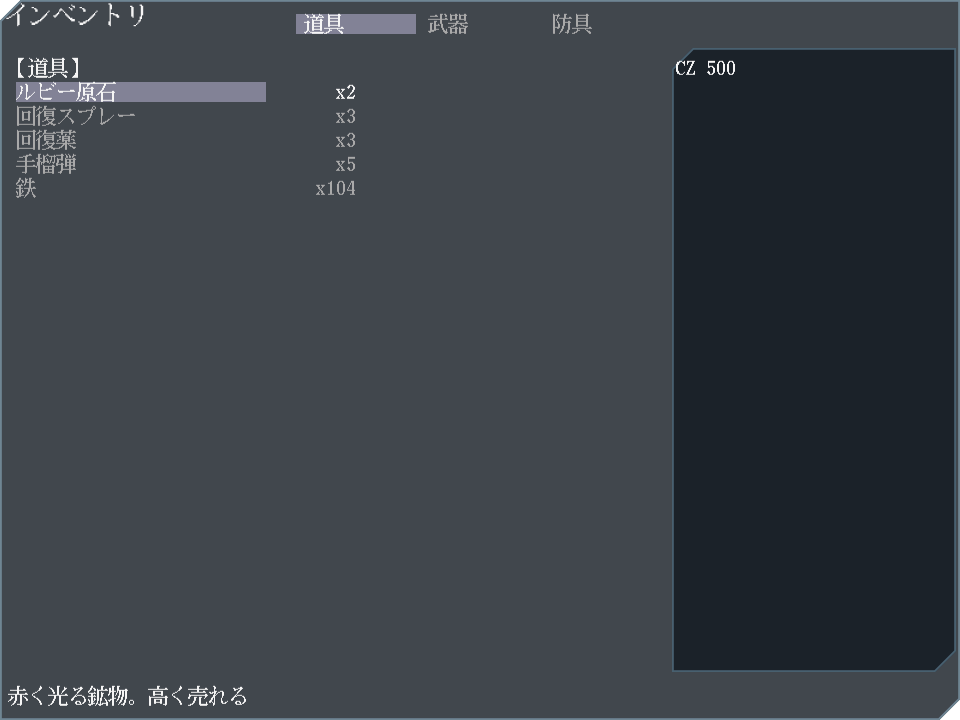 インベントリ
道具 武器 防具
【道具】
ルビー原石 x2
回復スプレー x3
回復薬 x3
手榴弾 x5
鉄 x104
CZ 500
赤く光る鉱物。高く売れる